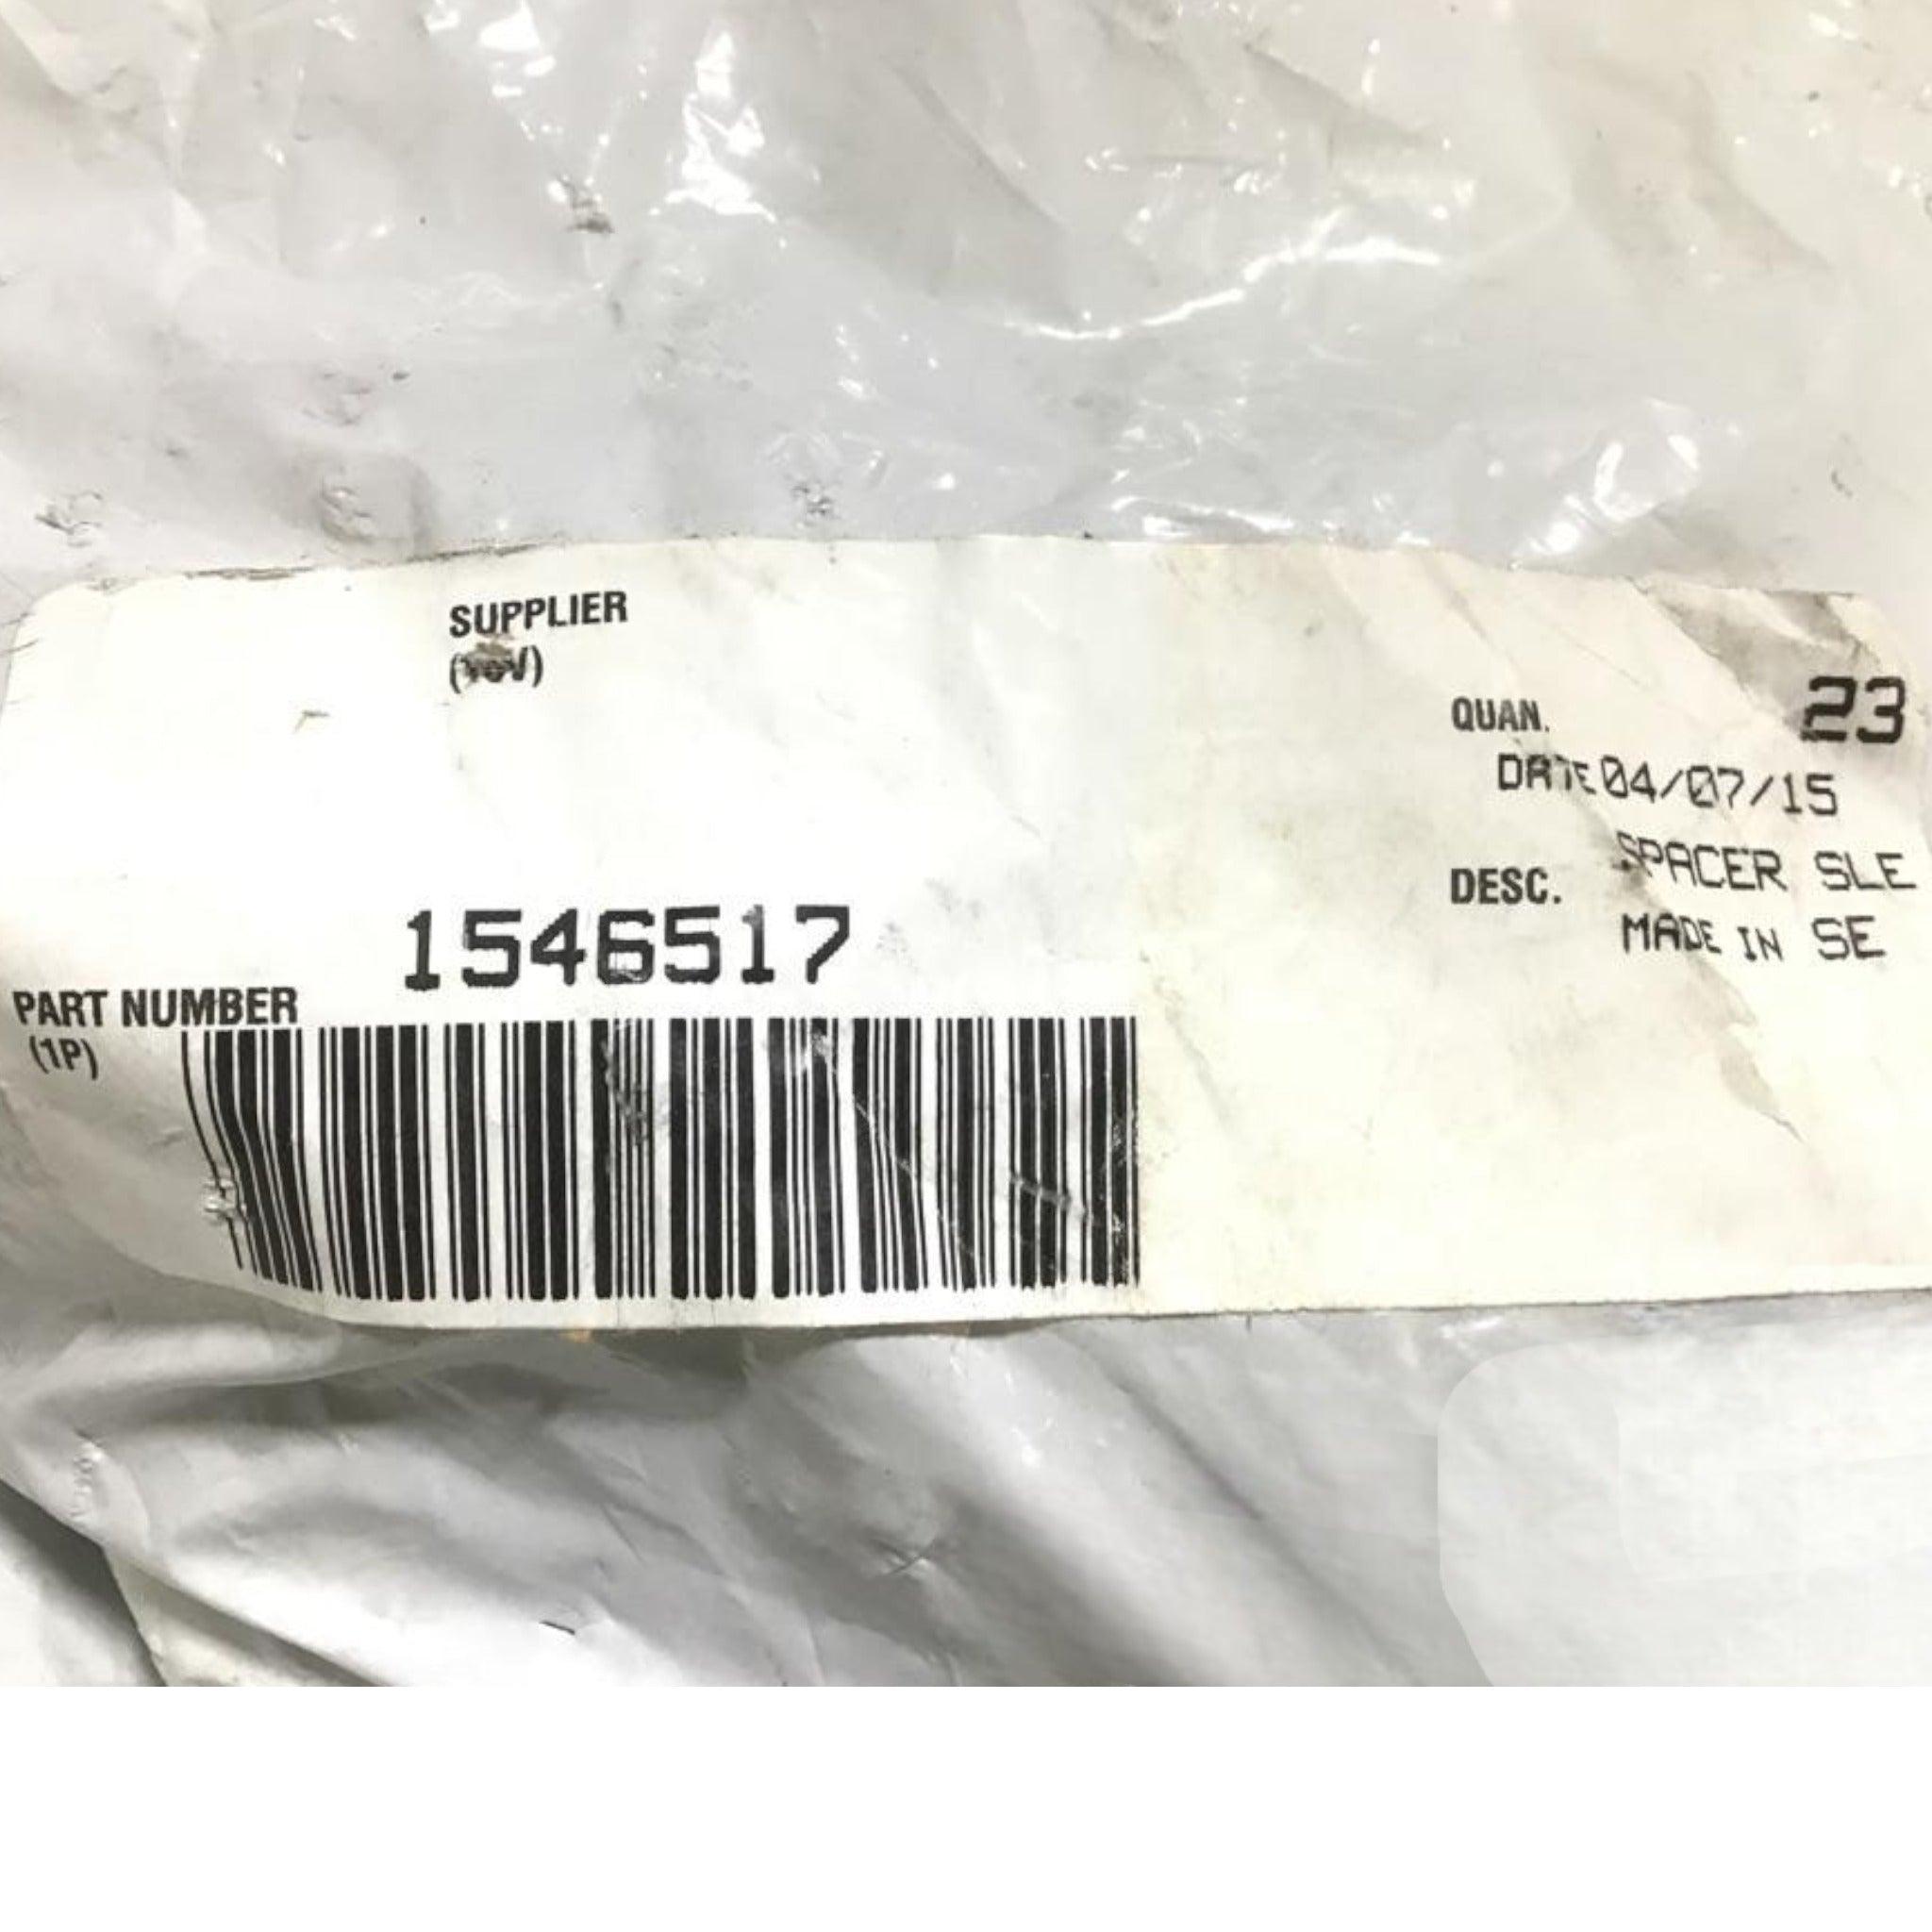 SUPPLIER
QUAN. 23
DATE 04/07/15
DESC. SPACER SLE
MADE IN SE
1546517
PART NUMBER
(1P)